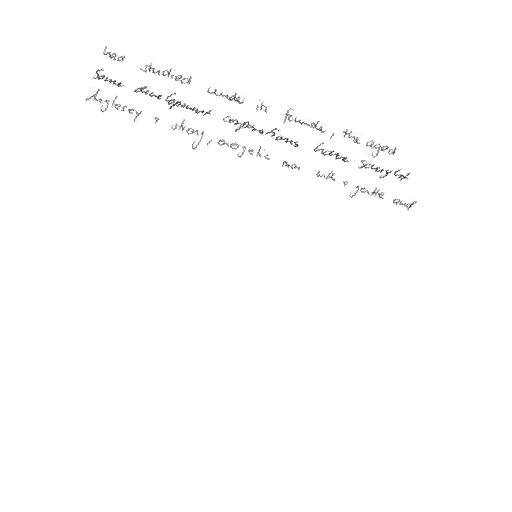 had studied under its founder, the aged
Some development corporations have sought
Anglesey a strong, energetic man with a gentle and